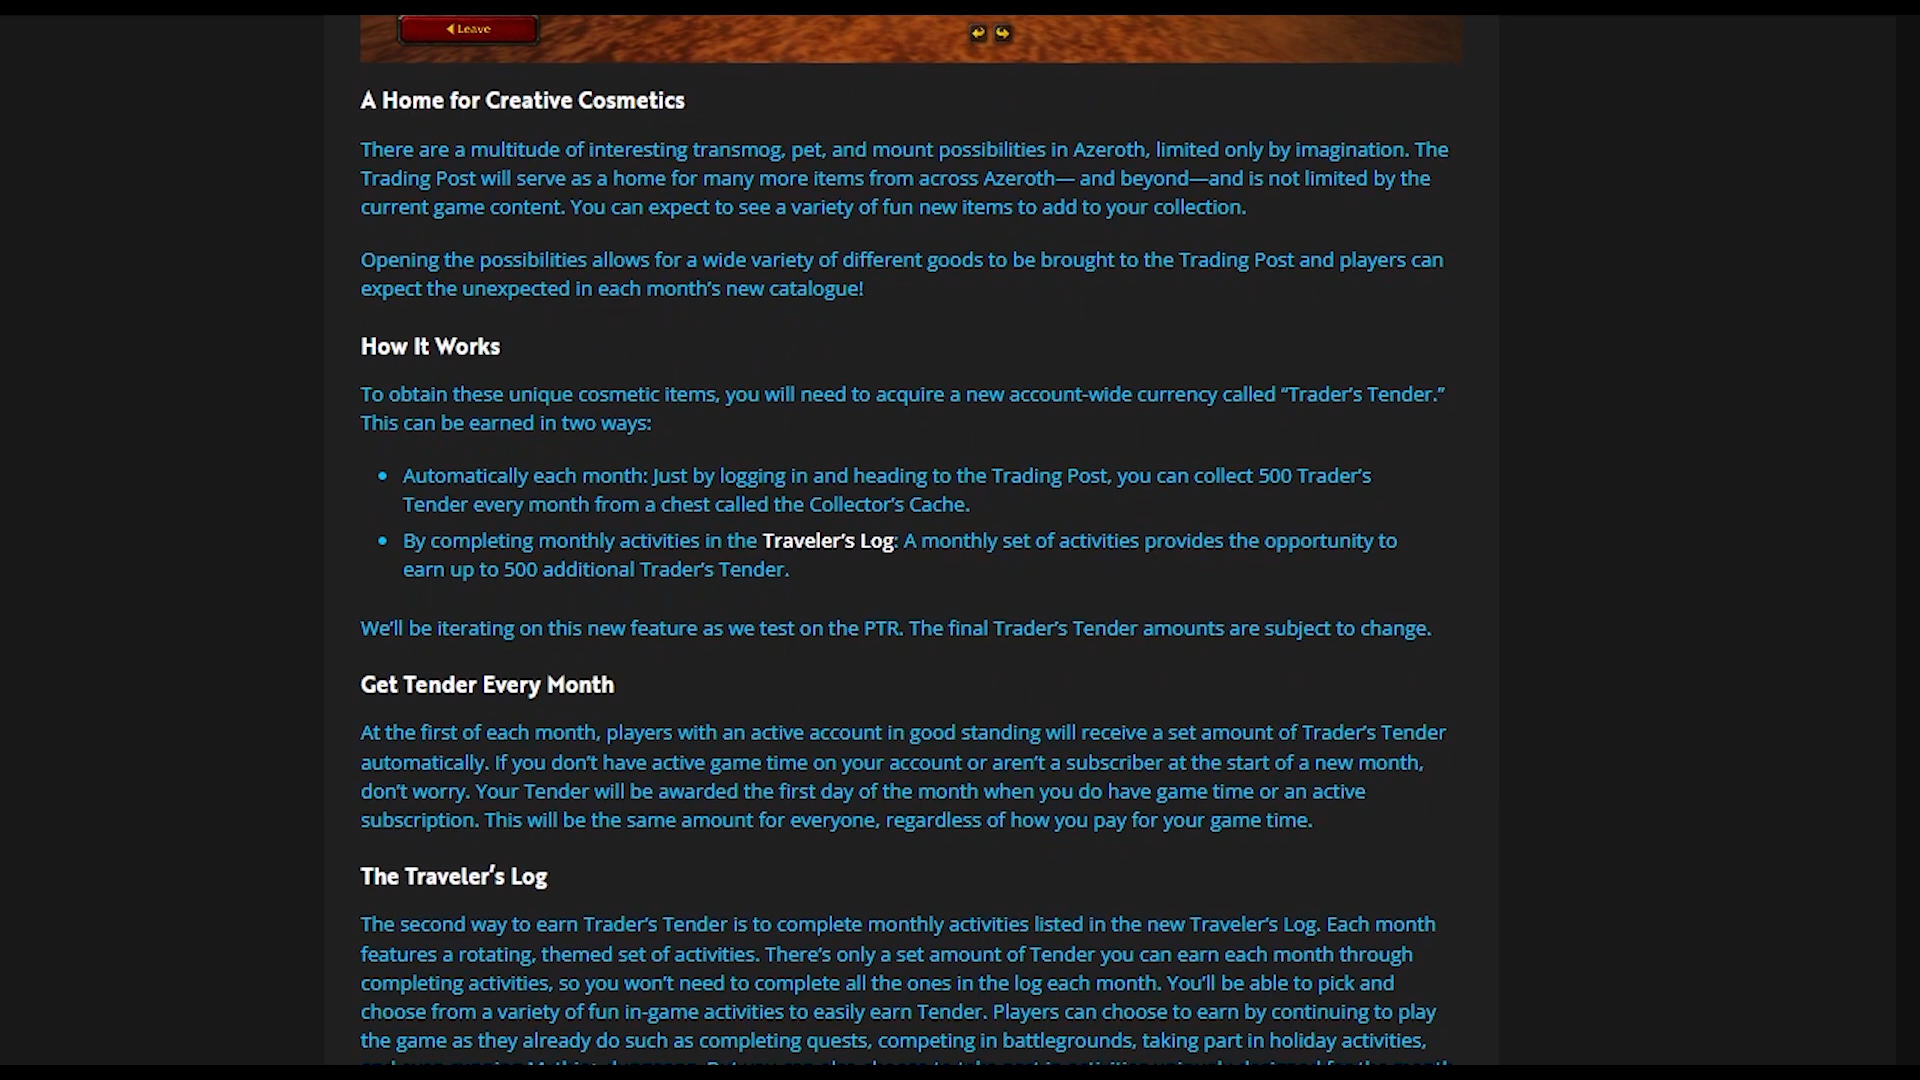 Leave
A Home for Creative Cosmetics
There are a multitude of interesting transmog, pet, and mount possibilities in Azeroth, limited only by imagination. The
Trading Post will serve as a home for many more items from across Azeroth— and beyond—and is not limited by the
current game content. You can expect to see a variety of fun new items to add to your collection.
Opening the possibilities allows for a wide variety of different goods to be brought to the Trading Post and players can
expect the unexpected in each month’s new catalogue!
How It Works
To obtain these unique cosmetic items, you will need to acquire a new account-wide currency called “Trader’s Tender.”
This can be earned in two ways:
• Automatically each month: Just by logging in and heading to the Trading Post, you can collect 500 Trader’s
Tender every month from a chest called the Collector’s Cache.
• By completing monthly activities in the Traveler’s Log: A monthly set of activities provides the opportunity to
earn up to 500 additional Trader’s Tender.
We’ll be iterating on this new feature as we test on the PTR. The final Trader’s Tender amounts are subject to change.
Get Tender Every Month
At the first of each month, players with an active account in good standing will receive a set amount of Trader’s Tender
automatically. If you don’t have active game time on your account or aren’t a subscriber at the start of a new month,
don’t worry. Your Tender will be awarded the first day of the month when you do have game time or an active
subscription. This will be the same amount for everyone, regardless of how you pay for your game time.
The Traveler’s Log
The second way to earn Trader’s Tender is to complete monthly activities listed in the new Traveler’s Log. Each month
features a rotating, themed set of activities. There’s only a set amount of Tender you can earn each month through
completing activities, so you won’t need to complete all the ones in the log each month. You’ll be able to pick and
choose from a variety of fun in-game activities to easily earn Tender. Players can choose to earn by continuing to play
the game as they already do such as completing quests, competing in battlegrounds, taking part in holiday activities,